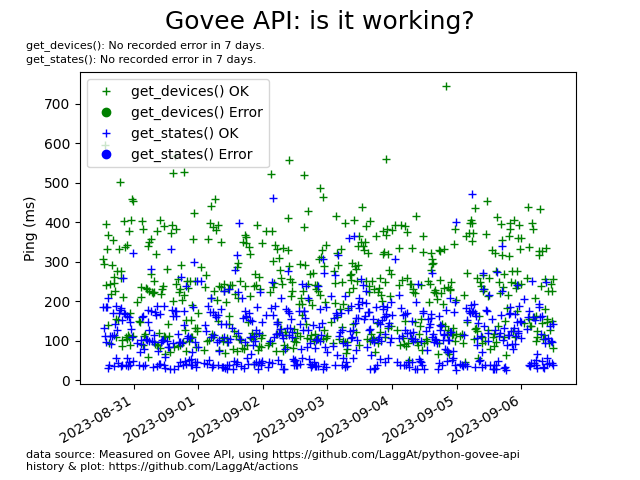 Govee API: is it working?
get_devices(): No recorded error in 7 days.
get_states(): No recorded error in 7 days.
get_devices() OK
get_devices() Error
get_states() OK
get_states() Error
Ping (ms)
700
600
500
400
300
200
100
0
2023-08-31
2023-09-01
2023-09-02
2023-09-03
2023-09-04
2023-09-05
2023-09-06
data source: Measured on Govee API, using https://github.com/LaggAt/python-govee-api
history & plot: https://github.com/LaggAt/actions